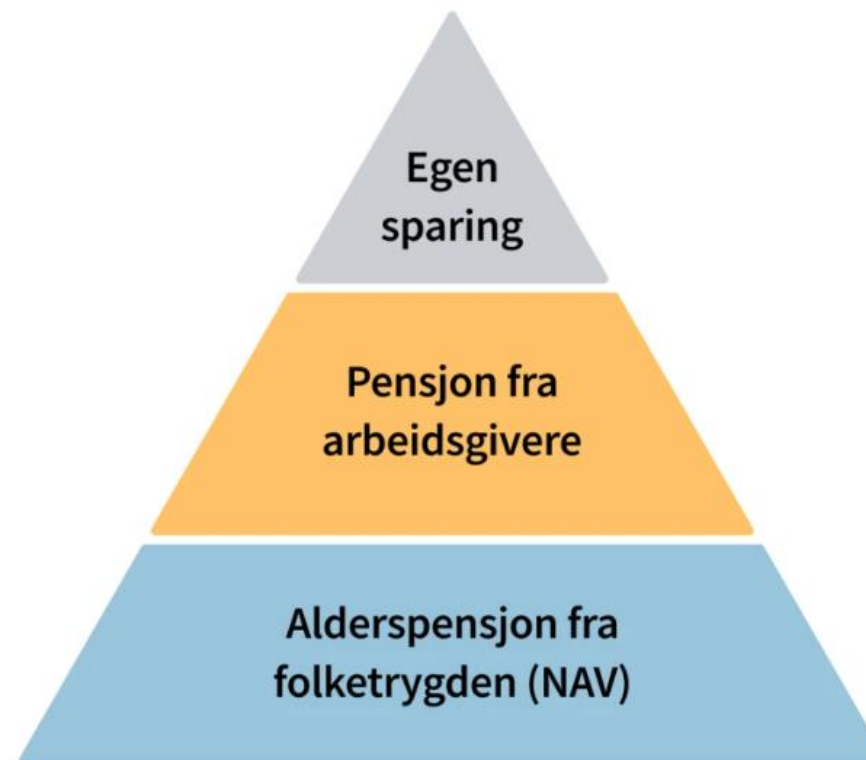 Egen
sparing
Pensjon fra
arbeidsgivere
Alderspensjon fra
folketrygden (NAV)